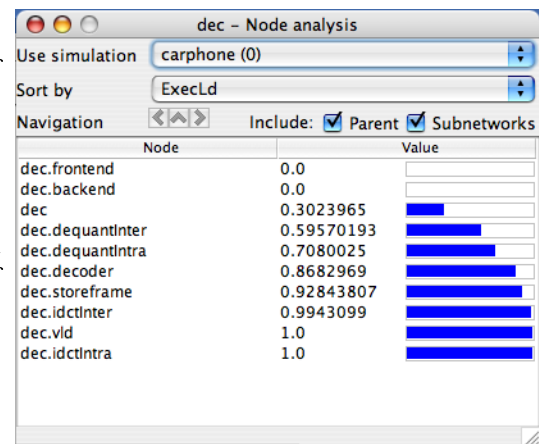 dec – Node analysis
Use simulation carphone (0)
Sort by ExecLd
Navigation Include: Parent Subnetworks
Node Value
dec.frontend 0.0
dec.backend 0.0
dec 0.3023965
dec.dequantInter 0.59570193
dec.dequantIntra 0.7080025
dec.decoder 0.8682969
dec.storeframe 0.92843807
dec.idctInter 0.9943099
dec.vld 1.0
dec.idctIntra 1.0